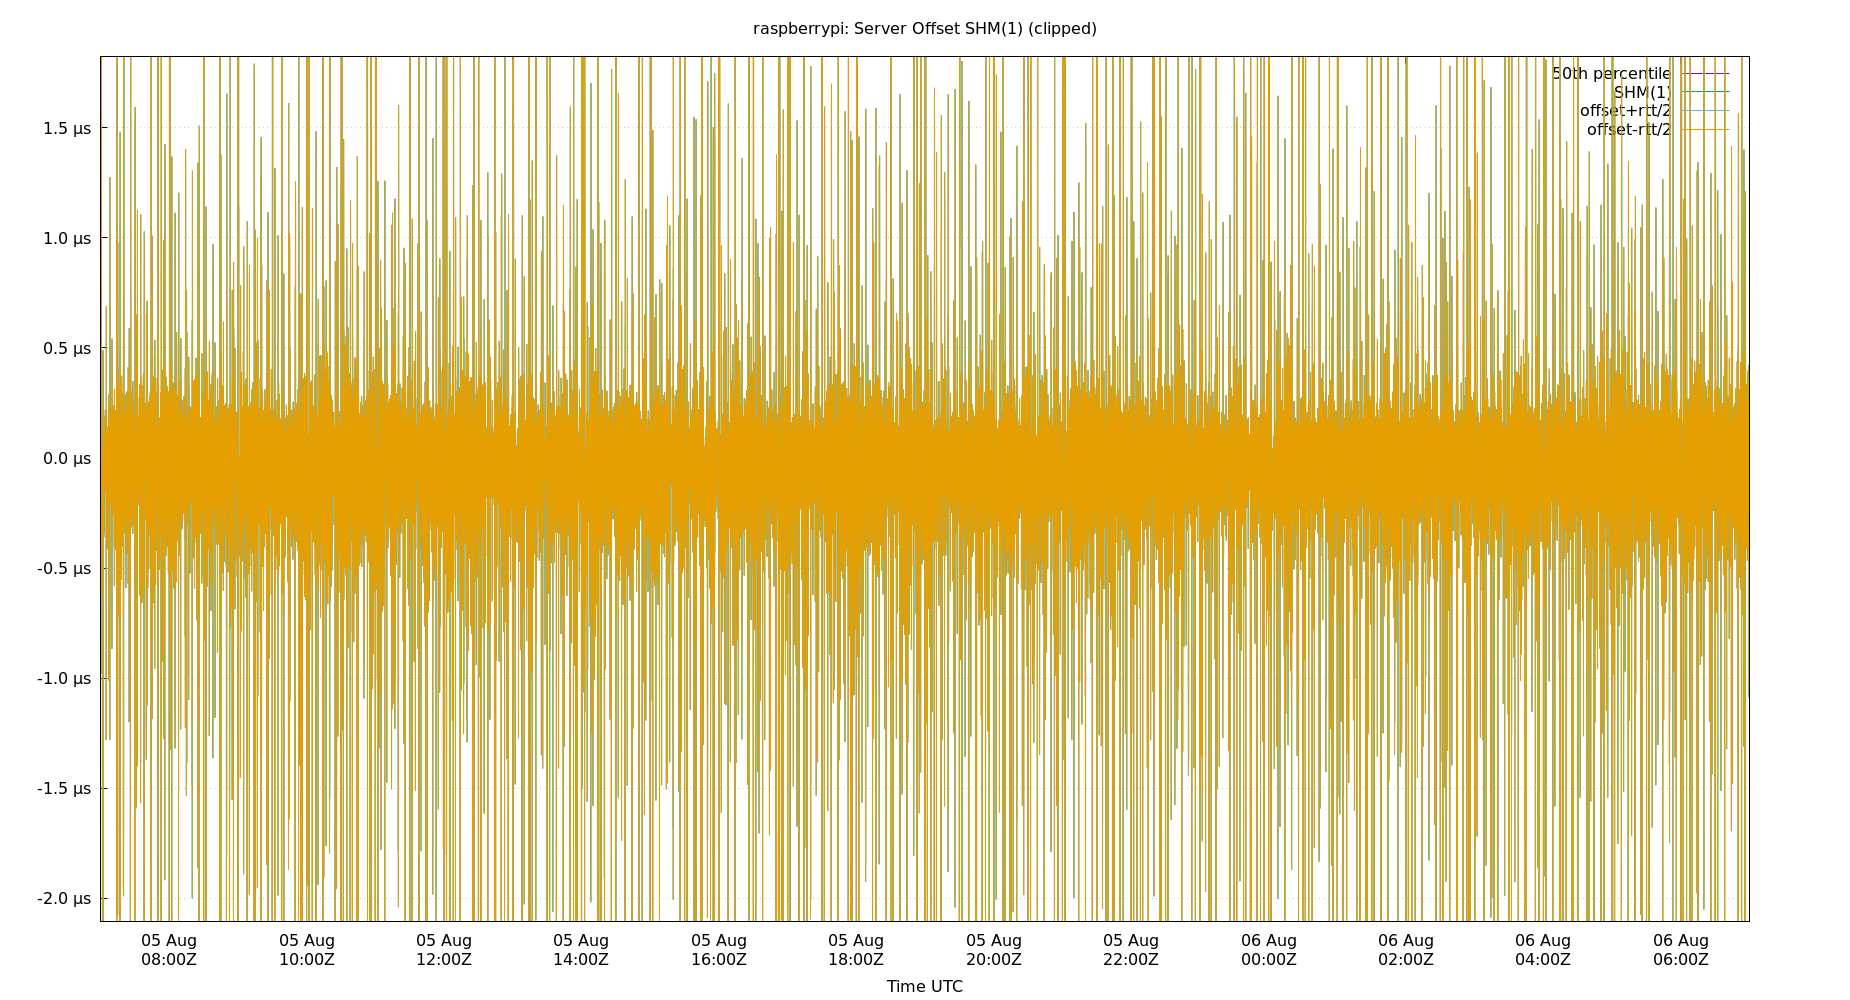 raspberrypi: Server Offset SHM(1) (clipped)
50th percentile
SHM(1)
offset+rtt/2
offset-rtt/2
1.5 µs
1.0 µs
0.5 µs
0.0 µs
-0.5 µs
-1.0 µs
-1.5 µs
-2.0 µs
05 Aug 05 Aug 05 Aug 05 Aug 05 Aug 05 Aug 05 Aug 05 Aug 06 Aug 06 Aug 06 Aug 06 Aug
08:00Z 10:00Z 12:00Z 14:00Z 16:00Z 18:00Z 20:00Z 22:00Z 00:00Z 02:00Z 04:00Z 06:00Z
Time UTC